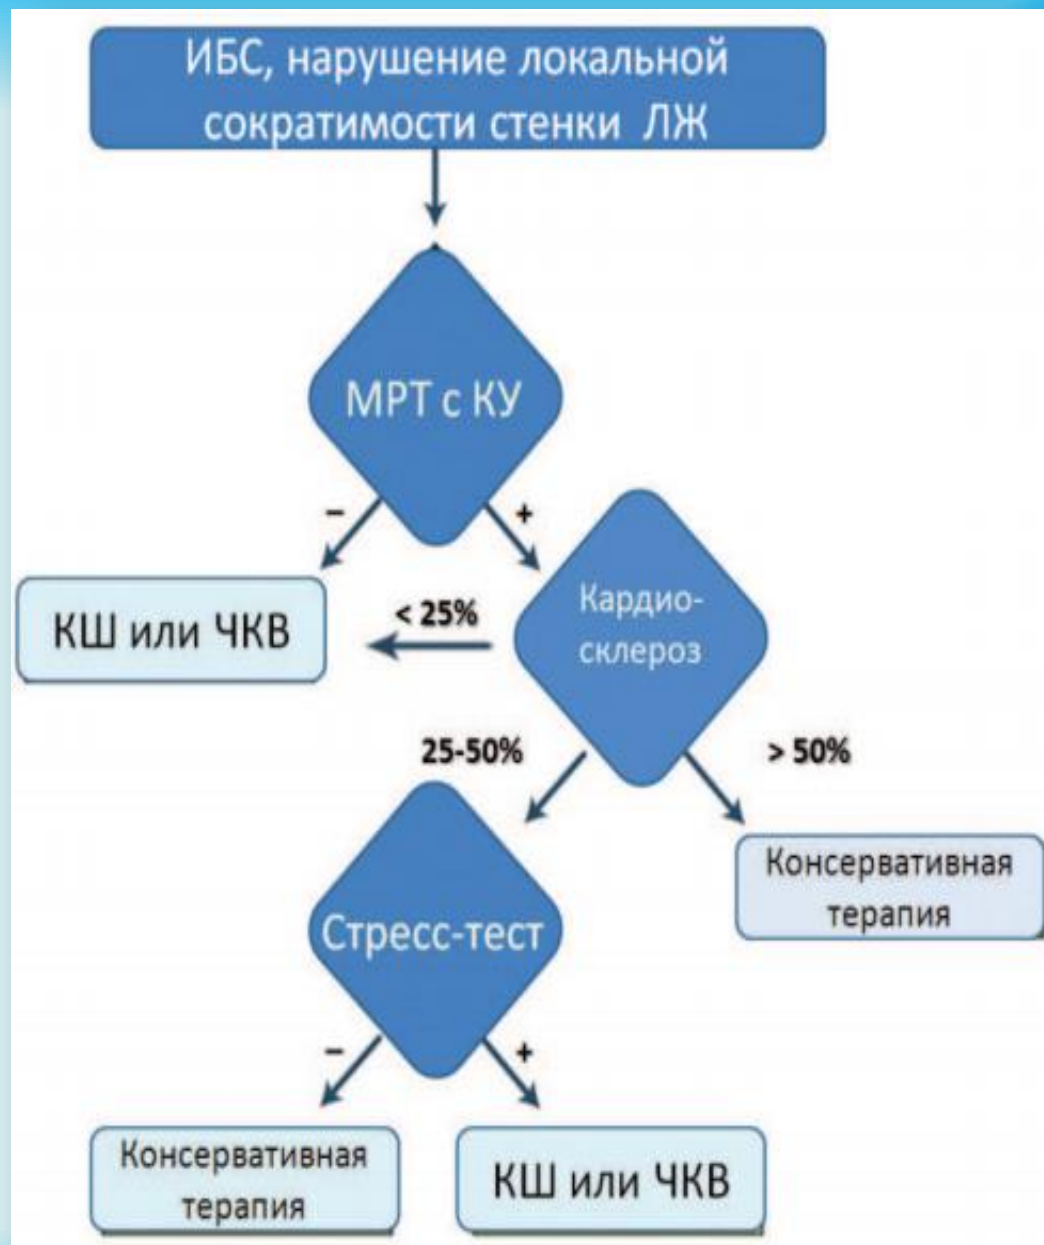 ИБС, нарушение локальной
сократимости стенки ЛЖ
МРТ с КУ
–
+
Кардио-
склероз
< 25%
КШ или ЧКВ
25-50%
> 50%
Консервативная
терапия
Стресс-тест
–
+
Консервативная
терапия
КШ или ЧКВ